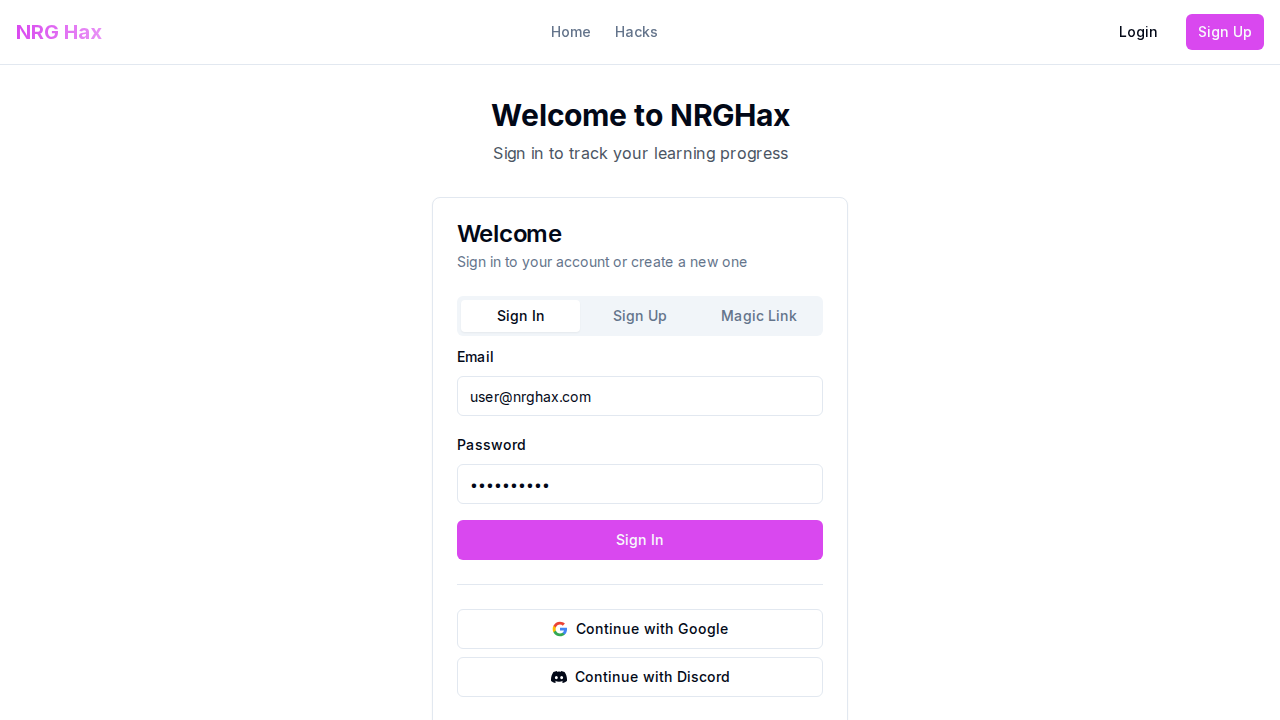 NRG Hax
Home
Hacks
Login
Sign Up
Welcome to NRGHax
Sign in to track your learning progress
Welcome
Sign in to your account or create a new one
Sign In
Sign Up
Magic Link
Email
user@nrghax.com
Password
••••••••••
Sign In
Continue with Google
Continue with Discord